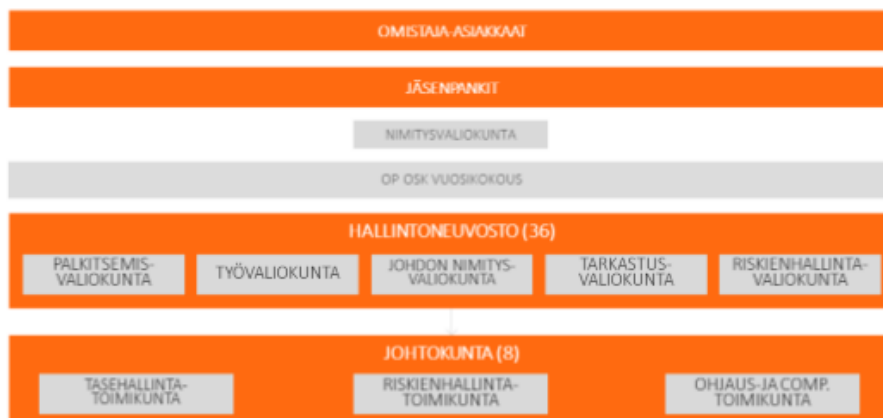 OMISTAJA-ASIAKKAAT
JÄSENPANKIT
NIMITYSVALIOKUNTA
OP OSK VUOSIKOKOUS
HALLINTONEUVOSTO (36)
PALKITSEMIS-
VALIOKUNTA
TYÖVALIOKUNTA
JOHDON NIMITYS-
VALIOKUNTA
TARKASTUS-
VALIOKUNTA
RISKIENHALLINTA-
VALIOKUNTA
JOHTOKUNTA (8)
TASEHALLINTA-
TOIMIKUNTA
RISKIENHALLINTA-
TOIMIKUNTA
OHJAUS-JA COMP.
TOIMIKUNTA